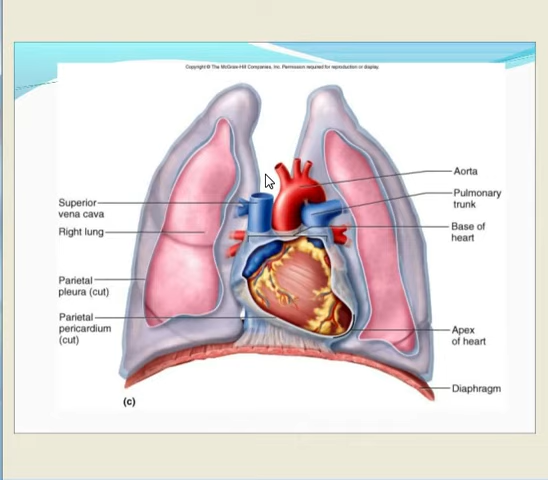 Copyright © The McGraw-Hill Companies, Inc. Permission required for reproduction or display.
Superior
vena cava
Right lung
Parietal
pleura (cut)
Parietal
pericardium
(cut)
Aorta
Pulmonary
trunk
Base of
heart
Apex
of heart
Diaphragm
(c)